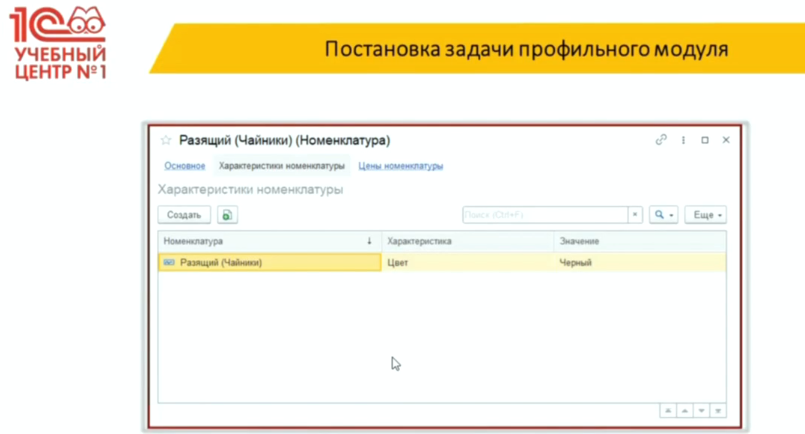 1С
УЧЕБНЫЙ
ЦЕНТР №1
Постановка задачи профильного модуля
Разящий (Чайники) (Номенклатура)
Основное Характеристики номенклатуры Цены номенклатуры
Характеристики номенклатуры
Создать Поиск (Ctrl+F) × Еще
Номенклатура ↓ Характеристика Значение
Разящий (Чайники) Цвет Черный